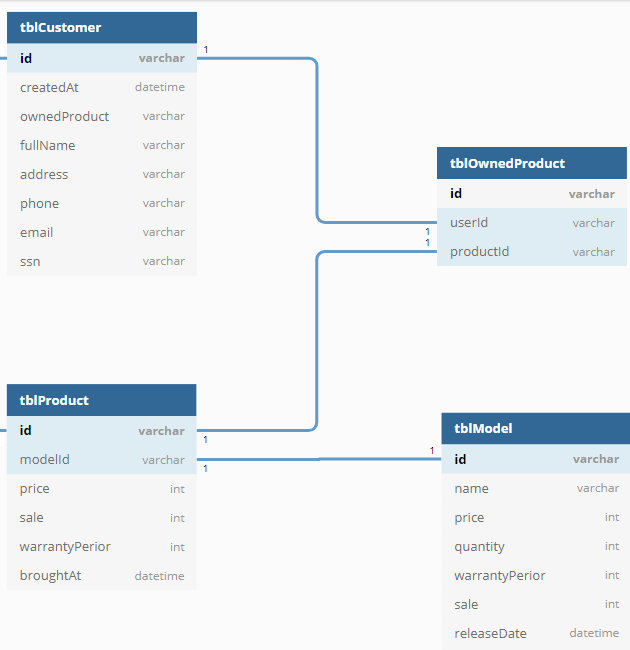 tblCustomer
id varchar
createdAt datetime
ownedProduct varchar
fullName varchar
address varchar
phone varchar
email varchar
ssn varchar
1
tblOwnedProduct
id varchar
userId varchar
productId varchar
1
1
tblProduct
id varchar
modelId varchar
price int
sale int
warrantyPerior int
broughtAt datetime
1
1
1
tblModel
id varchar
name varchar
price int
quantity int
warrantyPerior int
sale int
releaseDate datetime